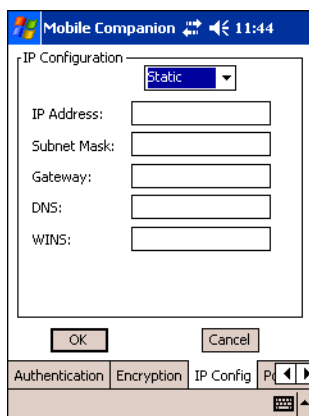 Mobile Companion 11:44
IP Configuration
Static
IP Address:
Subnet Mask:
Gateway:
DNS:
WINS:
OK Cancel
Authentication Encryption IP Config